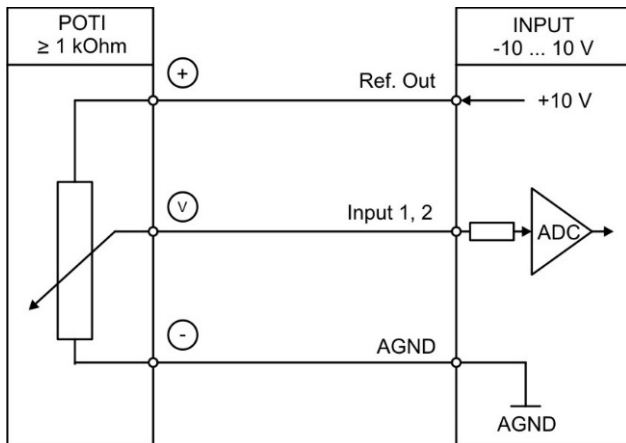 POTI
≥ 1 kOhm
INPUT
-10 ... 10 V
+
Ref. Out
+10 V
V
Input 1, 2
ADC
-
AGND
AGND